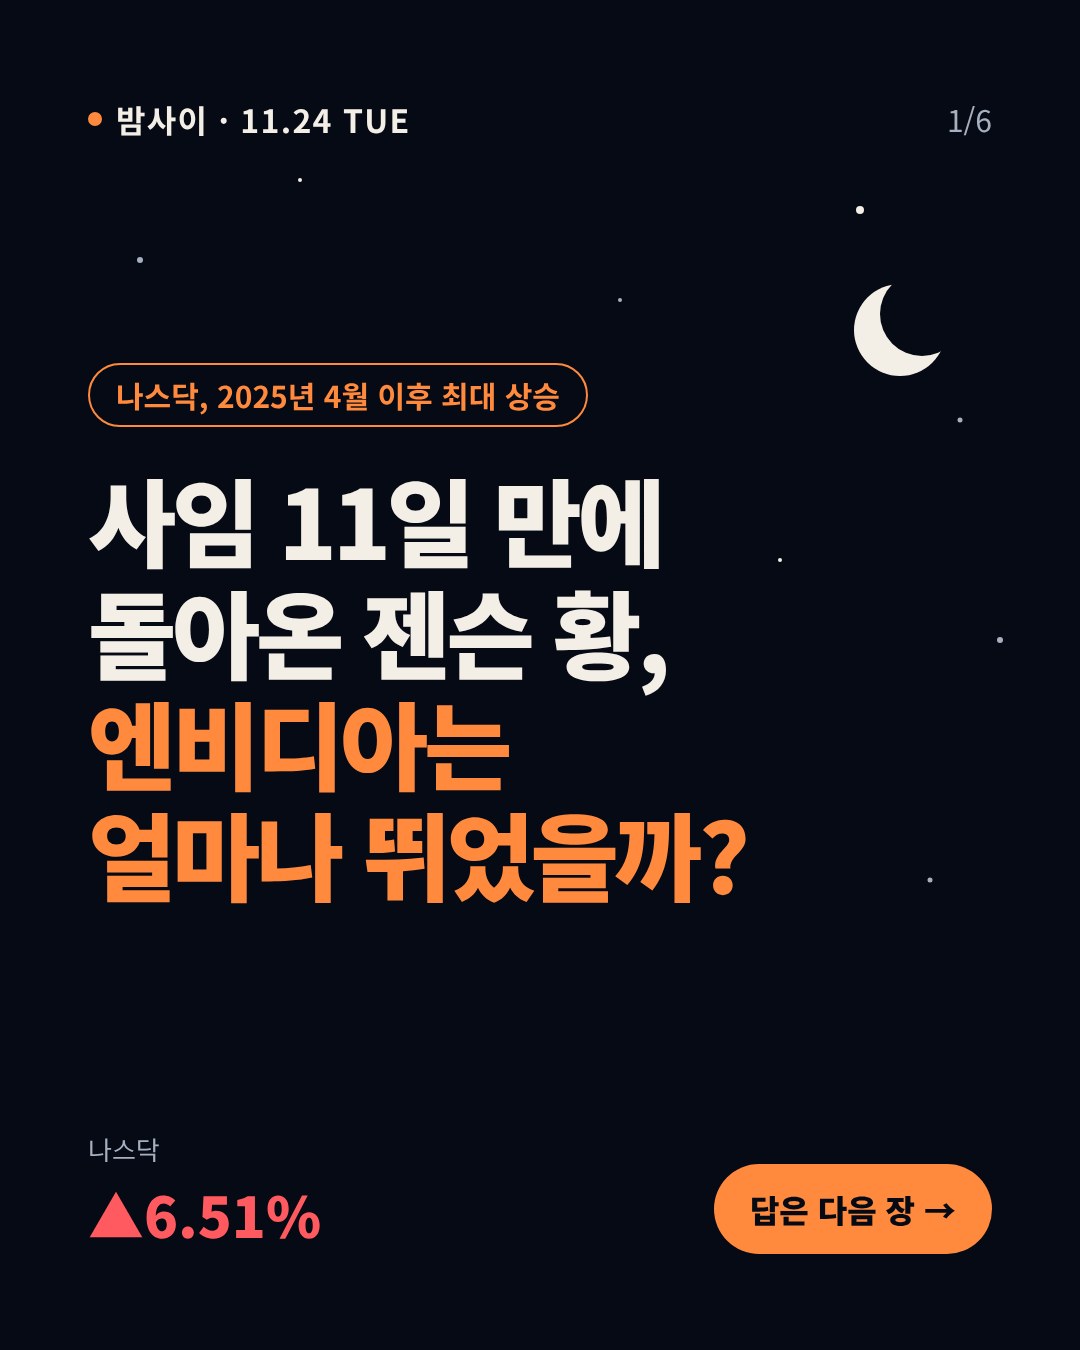 밤사이 · 11.24 TUE
1/6
나스닥, 2025년 4월 이후 최대 상승
사임 11일 만에
돌아온 젠슨 황,
엔비디아는
얼마나 뛰었을까?
나스닥
▲6.51%
답은 다음 장 →